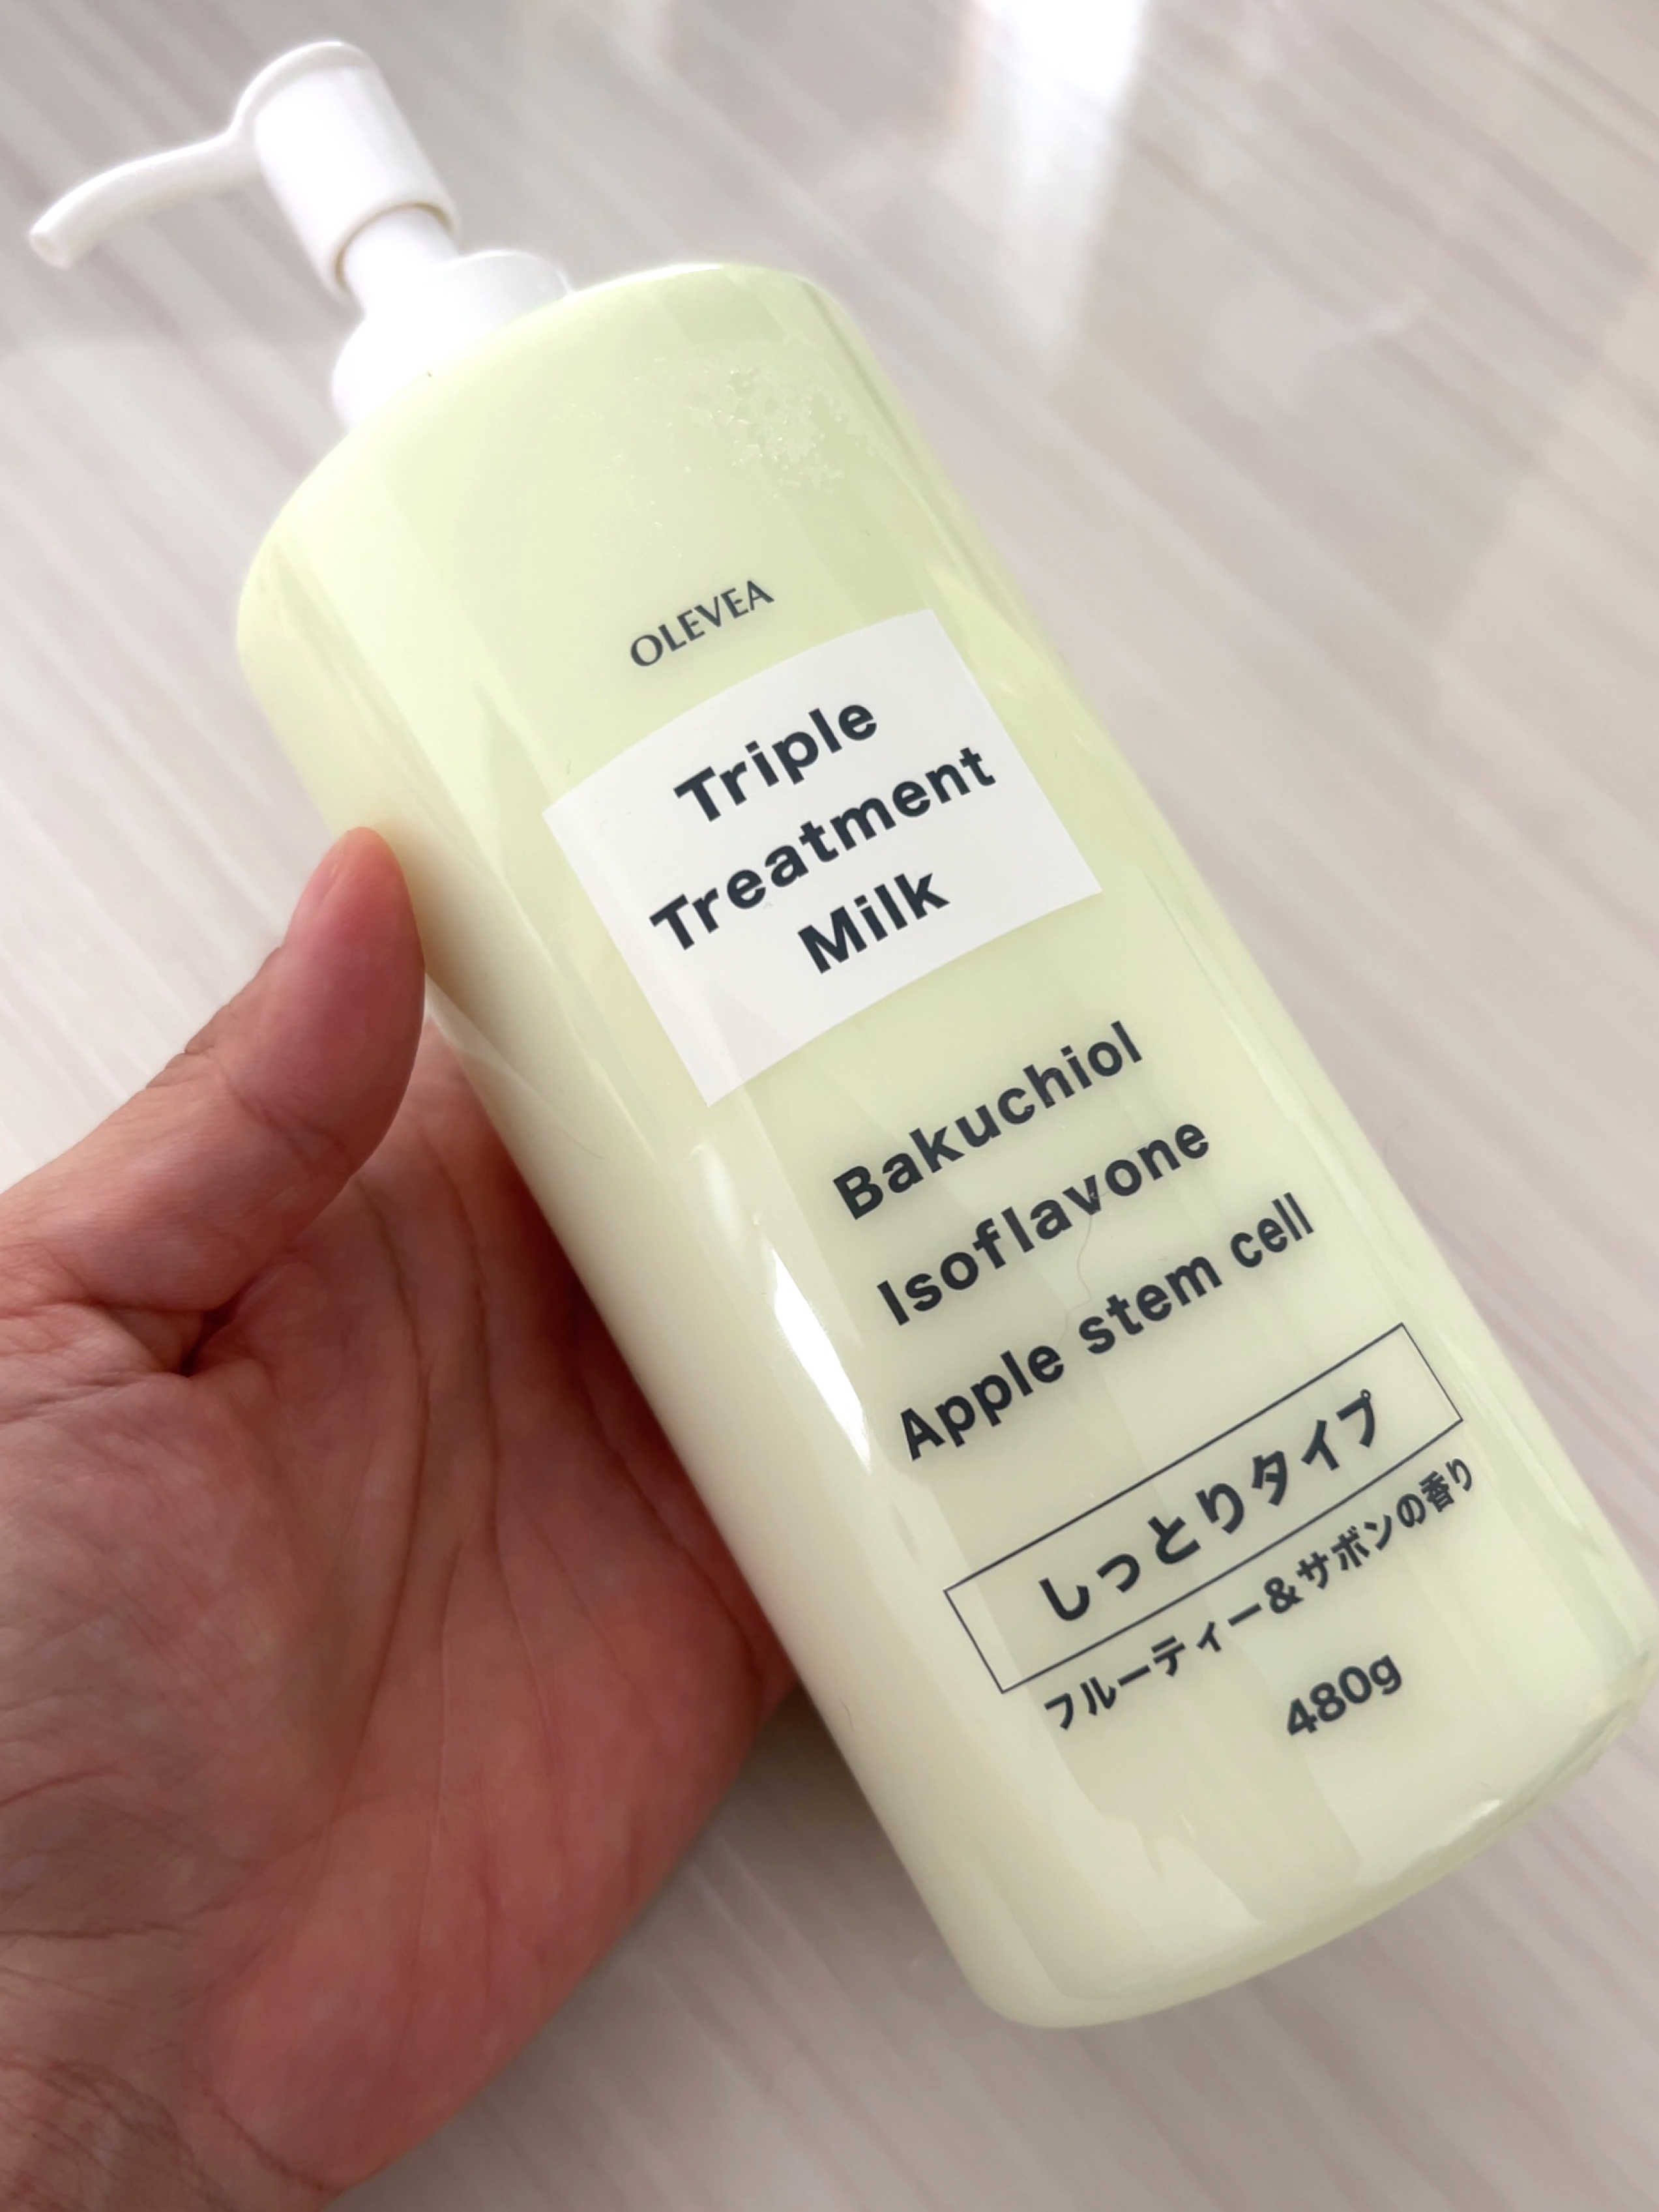 OLEVEA
Triple
Treatment
Milk
Bakuchiol
Isoflavone
Apple stem cell
しっとりタイプ
フルーティー&サボンの香り
480g